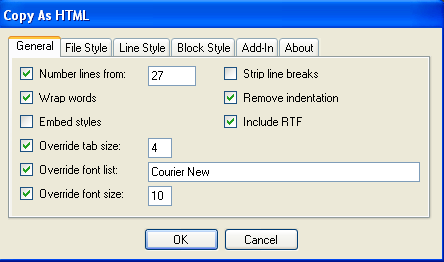 Copy As HTML
General File Style Line Style Block Style Add-In About
Number lines from: 27 Strip line breaks
Wrap words Remove indentation
Embed styles Include RTF
Override tab size: 4
Override font list: Courier New
Override font size: 10
OK Cancel